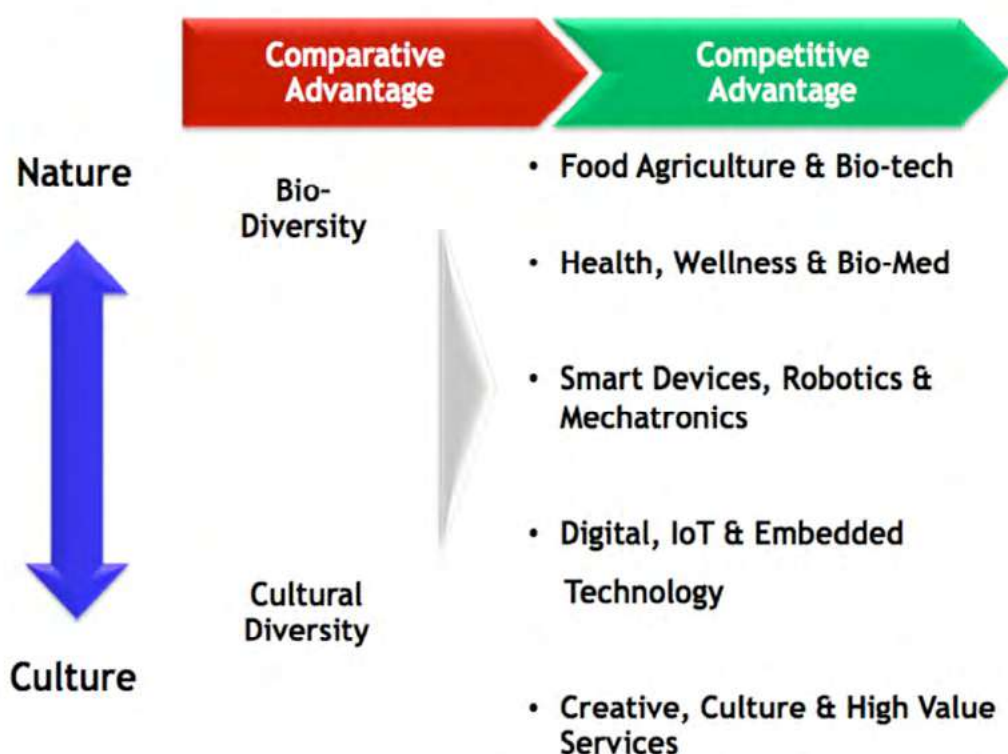 Comparative
Advantage
Competitive
Advantage
Nature
Bio-
Diversity
Cultural
Diversity
Culture
• Food Agriculture & Bio-tech
• Health, Wellness & Bio-Med
• Smart Devices, Robotics &
Mechatronics
• Digital, IoT & Embedded
Technology
• Creative, Culture & High Value
Services